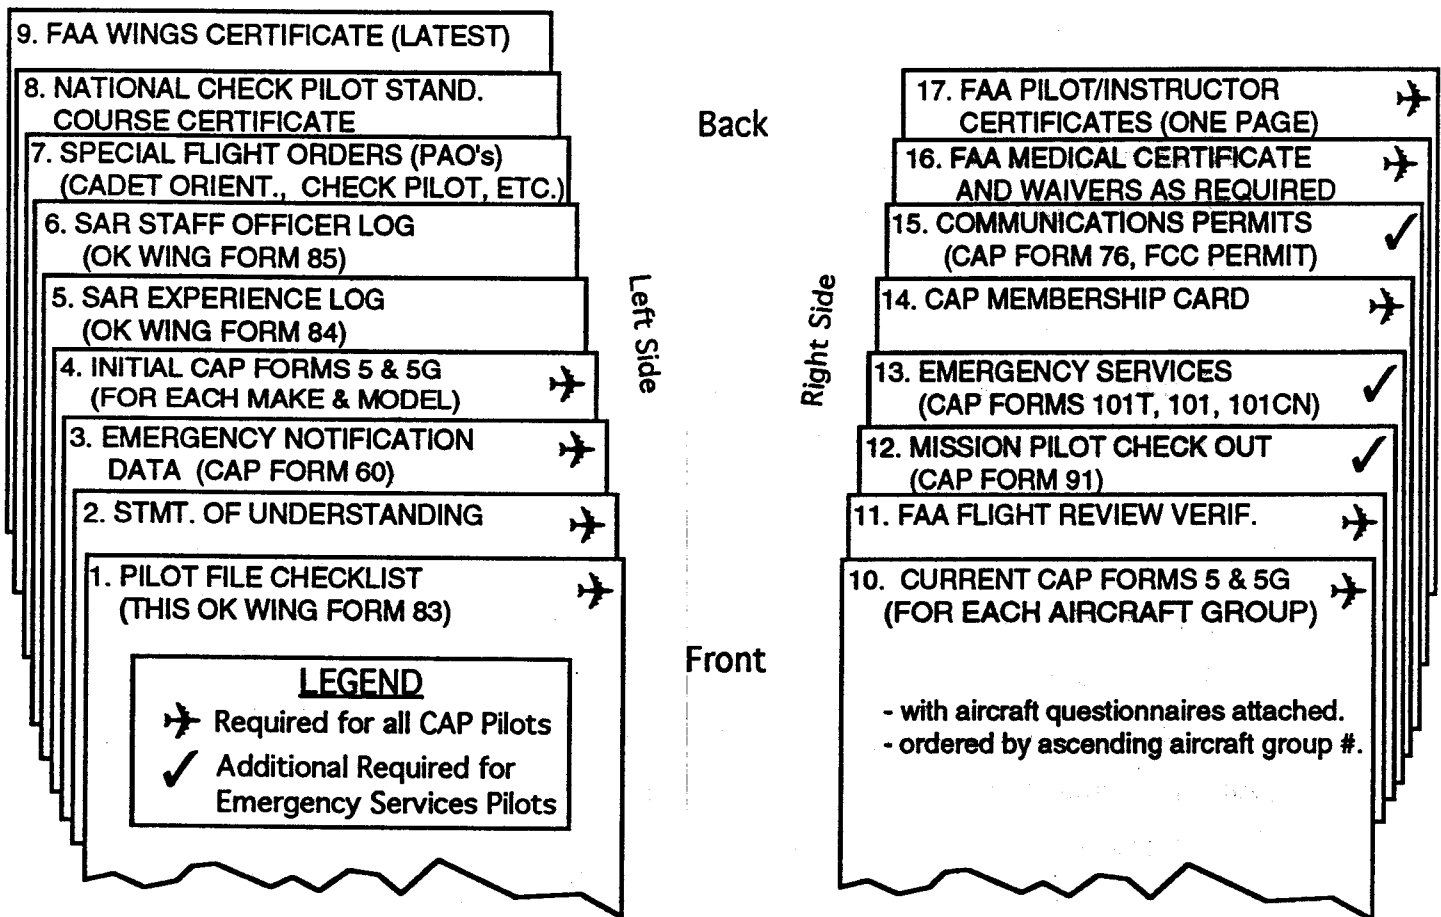 9. FAA WINGS CERTIFICATE (LATEST)
8. NATIONAL CHECK PILOT STAND.
COURSE CERTIFICATE
7. SPECIAL FLIGHT ORDERS (PAO's)
(CADET ORIENT., CHECK PILOT, ETC.)
6. SAR STAFF OFFICER LOG
(OK WING FORM 85)
5. SAR EXPERIENCE LOG
(OK WING FORM 84)
4. INITIAL CAP FORMS 5 & 5G
(FOR EACH MAKE & MODEL)
3. EMERGENCY NOTIFICATION
DATA (CAP FORM 60)
2. STMT. OF UNDERSTANDING
1. PILOT FILE CHECKLIST
(THIS OK WING FORM 83)
LEGEND
Required for all CAP Pilots
Additional Required for
Emergency Services Pilots
Left Side
Back
Front
Right Side
17. FAA PILOT/INSTRUCTOR
CERTIFICATES (ONE PAGE)
16. FAA MEDICAL CERTIFICATE
AND WAIVERS AS REQUIRED
15. COMMUNICATIONS PERMITS
(CAP FORM 76, FCC PERMIT)
14. CAP MEMBERSHIP CARD
13. EMERGENCY SERVICES
(CAP FORMS 101T, 101, 101CN)
12. MISSION PILOT CHECK OUT
(CAP FORM 91)
11. FAA FLIGHT REVIEW VERIF.
10. CURRENT CAP FORMS 5 & 5G
(FOR EACH AIRCRAFT GROUP)
- with aircraft questionnaires attached.
- ordered by ascending aircraft group #.